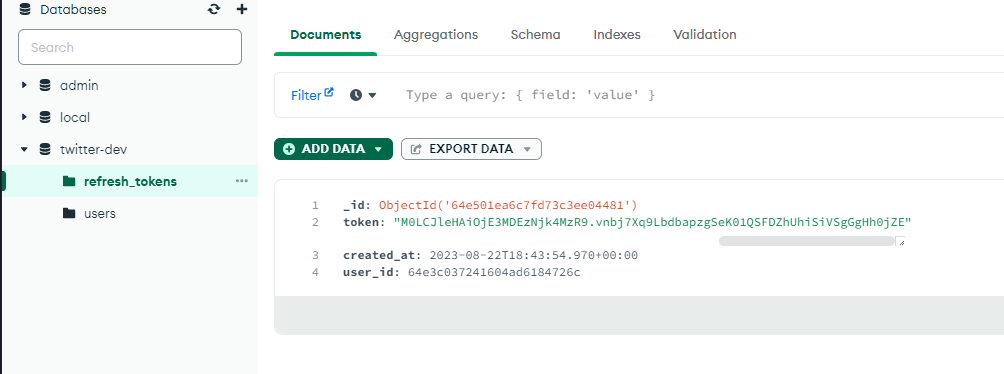 Databases
Search
admin
local
twitter-dev
refresh_tokens
users
Documents Aggregations Schema Indexes Validation
Filter Type a query: { field: 'value' }
ADD DATA EXPORT DATA
1 _id: ObjectId('64e501ea6c7fd73c3ee04481')
2 token: "M0LCJleHAiOjE3MDEzNjk4MzR9.vnbj7Xq9LbdbapzgSeK01QSFDZhUhiSiVSgGgHh0jZE"
3 created_at: 2023-08-22T18:43:54.970+00:00
4 user_id: 64e3c037241604ad6184726c